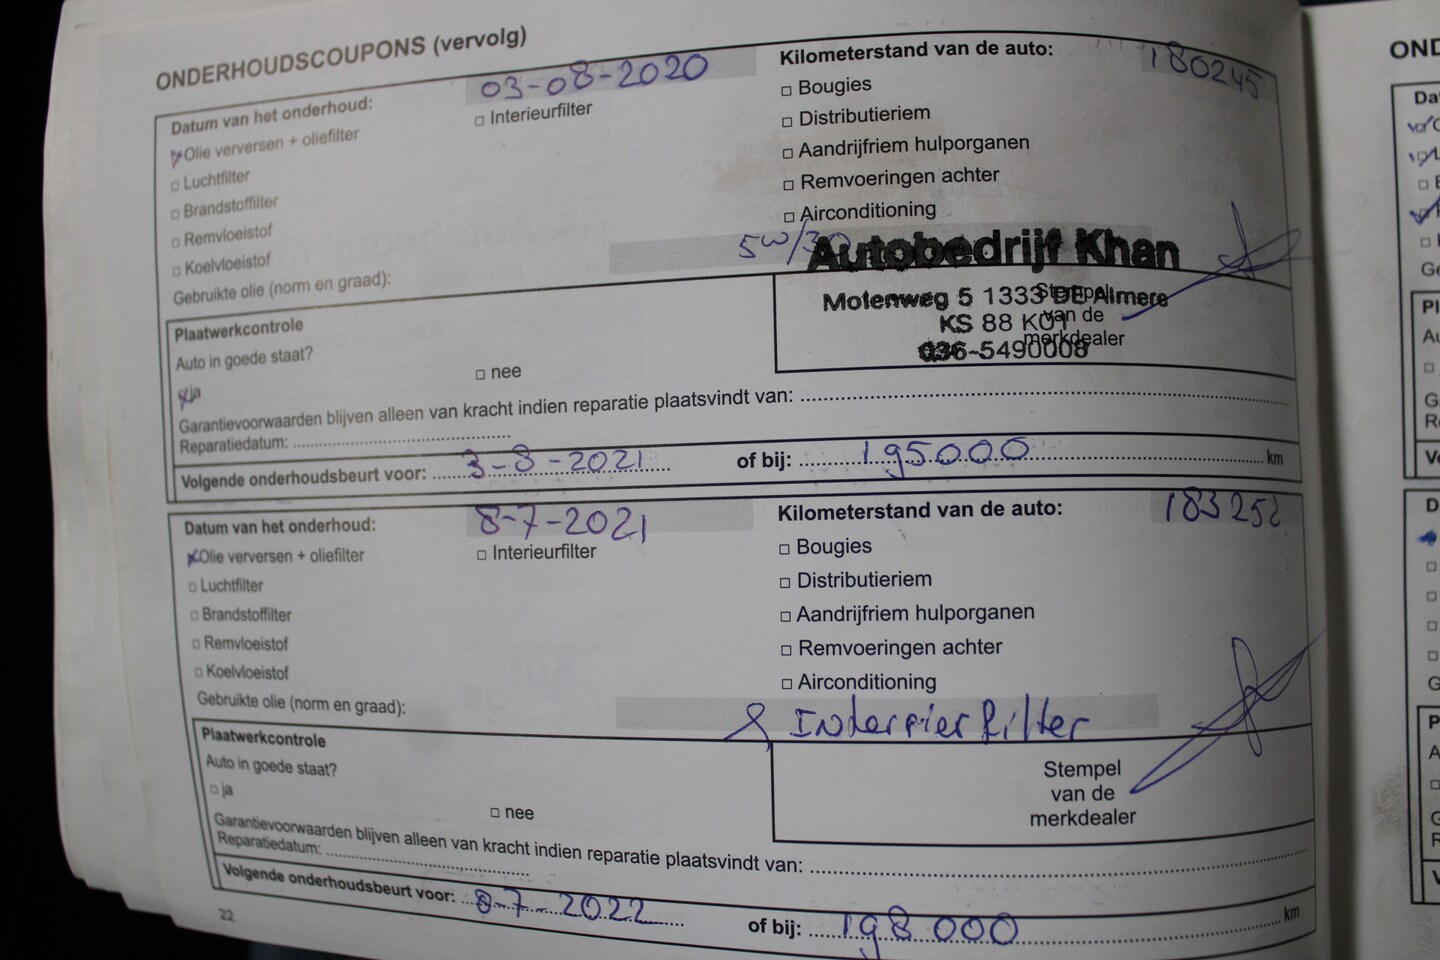 ONDERHOUDSCOUPONS (vervolg)
Datum van het onderhoud: 03-08-2020
Kilometerstand van de auto: 180245
Olie verversen + oliefilter
Interieurfilter
Bougies
Luchtfilter
Distributieriem
Brandstoffilter
Aandrijfriem hulporganen
Remvloeistof
Remvoeringen achter
Koelvloeistof
Airconditioning
Gebruikte olie (norm en graad): 5W/30
Autobedrijf Khan
Molenweg 5 1333 DE Almere
KS 88 K01
036-5490008
Stempel
van de
merkdealer
Plaatwerkcontrole
Auto in goede staat?
ja
nee
Garantievoorwaarden blijven alleen van kracht indien reparatie plaatsvindt van:
Reparatiedatum:
Volgende onderhoudsbeurt voor: 3-8-2021 of bij: 195000 km
Datum van het onderhoud: 8-7-2021
Kilometerstand van de auto: 183252
Olie verversen + oliefilter
Interieurfilter
Bougies
Luchtfilter
Distributieriem
Brandstoffilter
Aandrijfriem hulporganen
Remvloeistof
Remvoeringen achter
Koelvloeistof
Airconditioning
Gebruikte olie (norm en graad):
& Interrier filter
Plaatwerkcontrole
Auto in goede staat?
ja
nee
Stempel
van de
merkdealer
Garantievoorwaarden blijven alleen van kracht indien reparatie plaatsvindt van:
Reparatiedatum:
Volgende onderhoudsbeurt voor: 8-7-2022 of bij: 198000 km
22